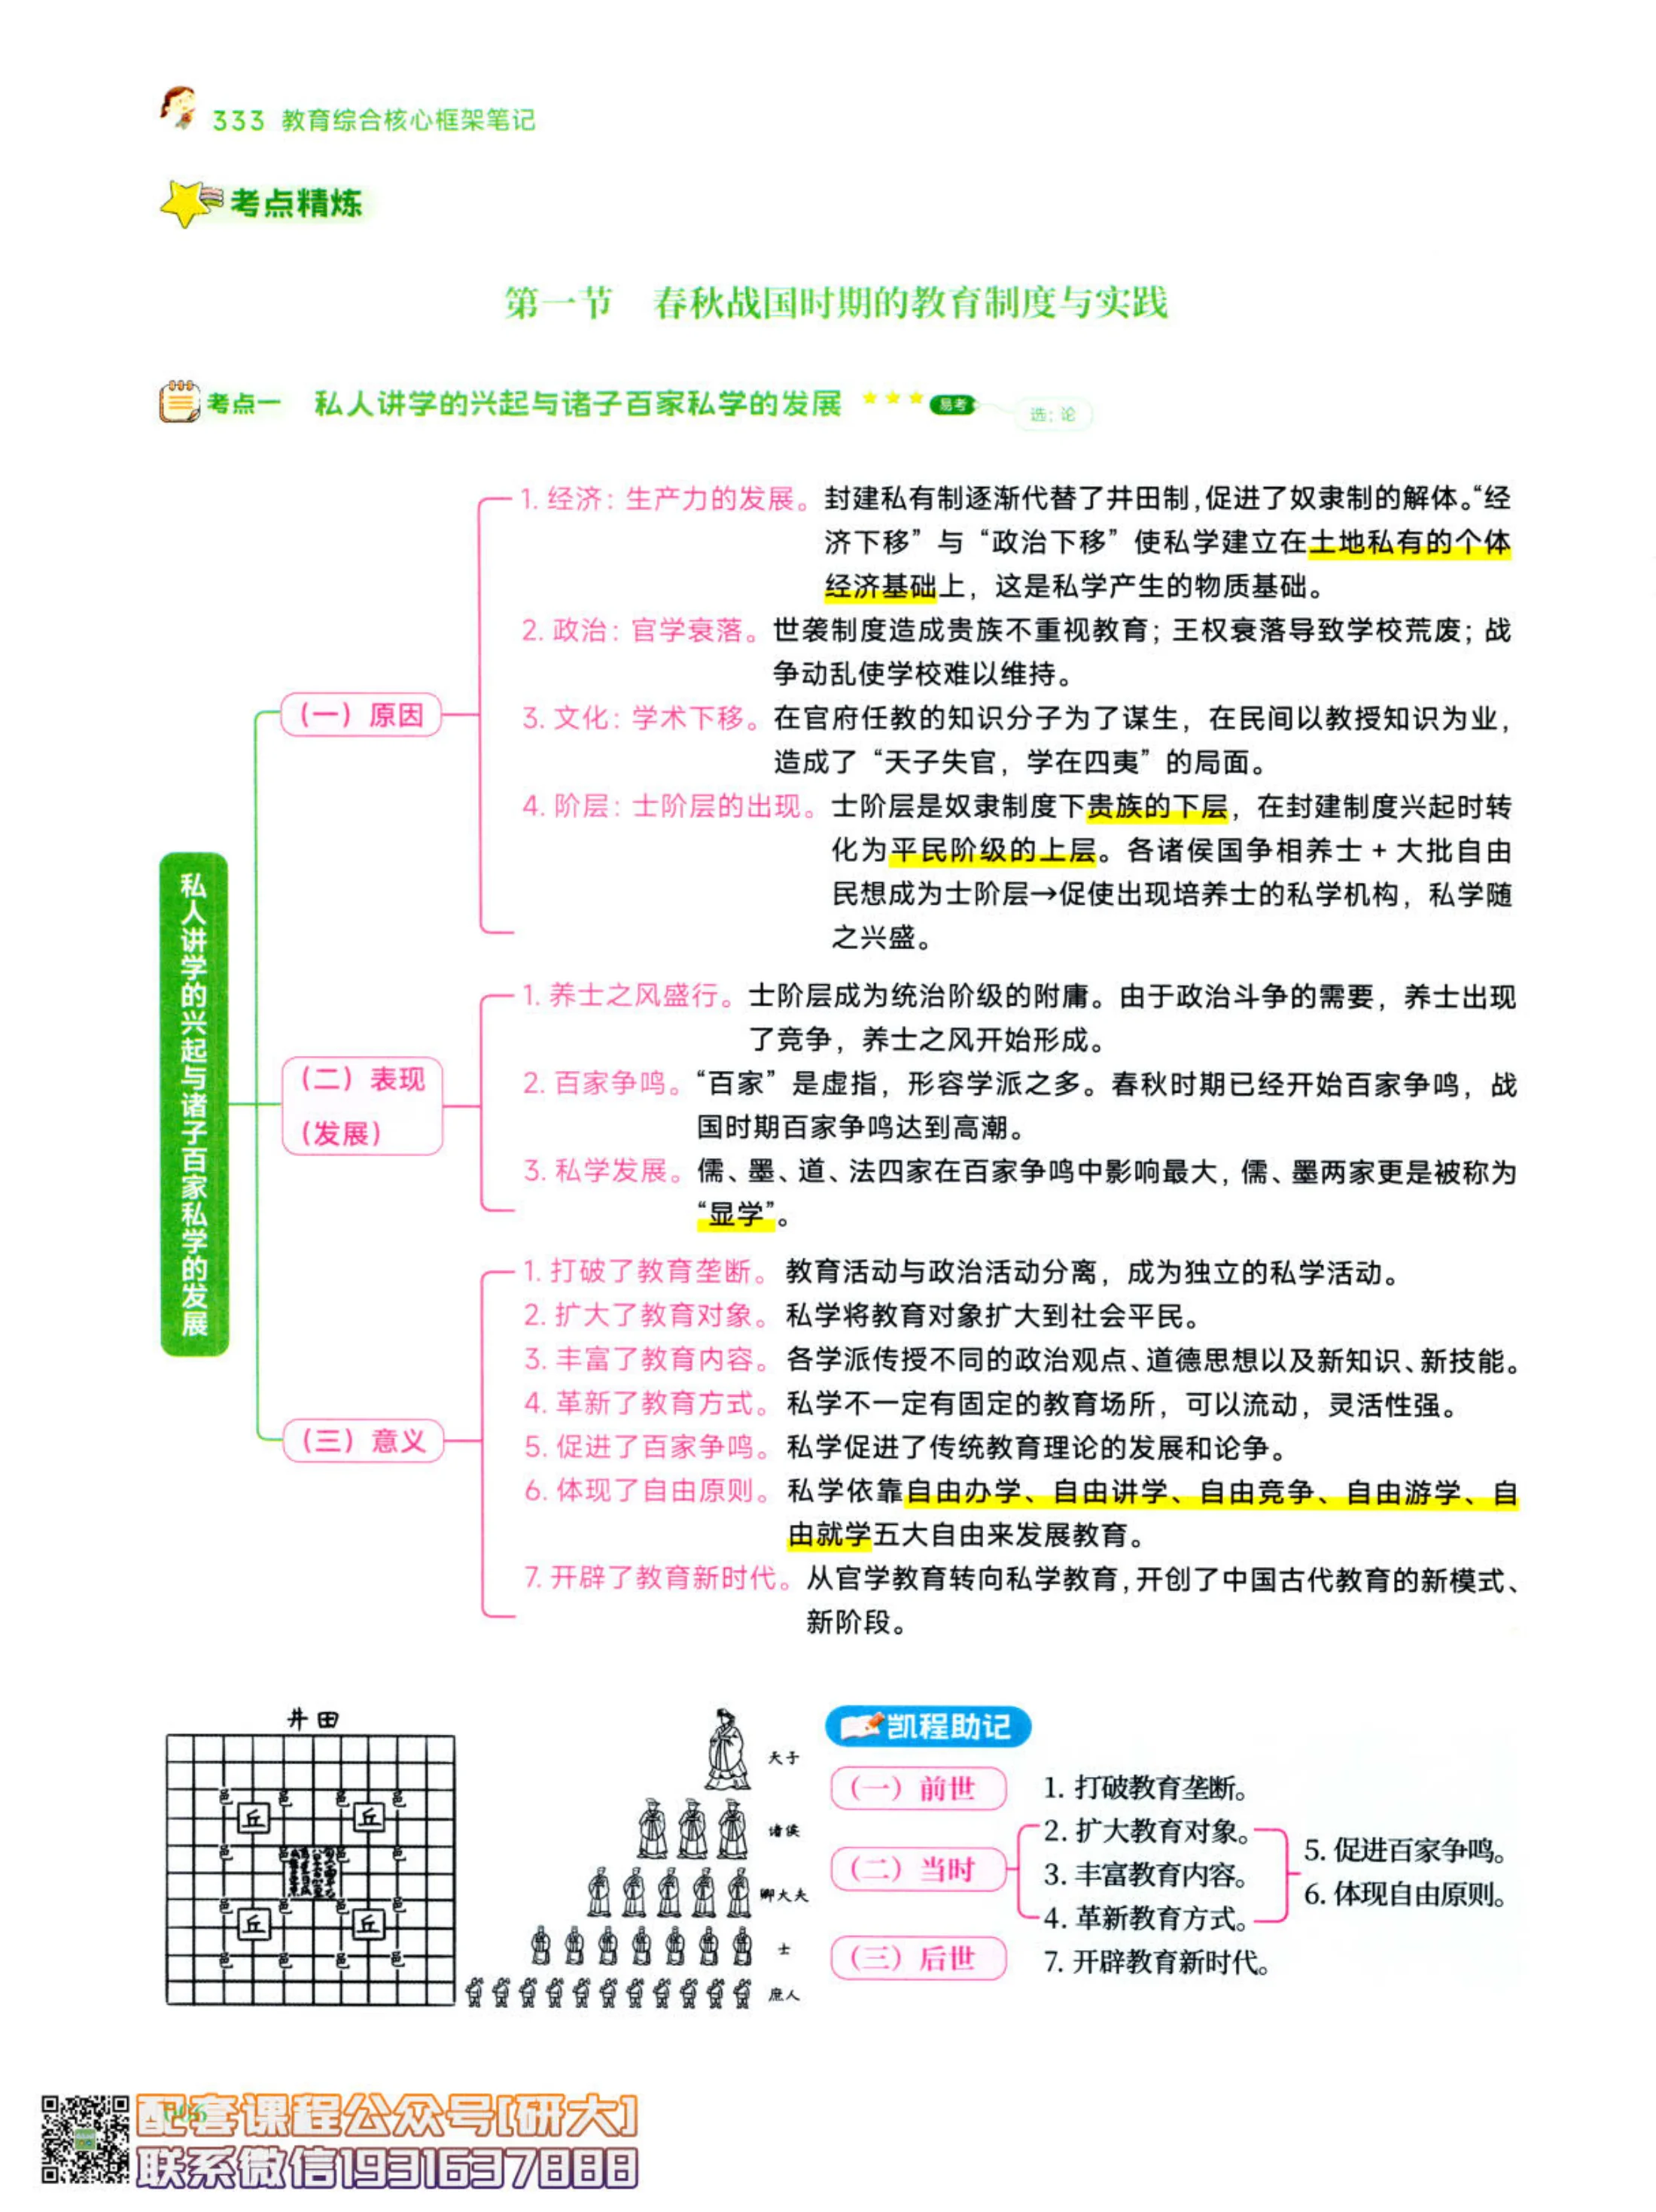 333 教育综合核心框架笔记
考点精炼
第一节 春秋战国时期的教育制度与实践
考点一 私人讲学的兴起与诸子百家私学的发展 易考 选; 论
私人讲学的兴起与诸子百家私学的发展
(一) 原因
1. 经济: 生产力的发展。封建私有制逐渐代替了井田制,促进了奴隶制的解体。“经
济下移”与“政治下移”使私学建立在土地私有的个体
经济基础上, 这是私学产生的物质基础。
2. 政治: 官学衰落。世袭制度造成贵族不重视教育; 王权衰落导致学校荒废; 战
争动乱使学校难以维持。
3. 文化: 学术下移。在官府任教的知识分子为了谋生, 在民间以教授知识为业,
造成了“天子失官, 学在四夷”的局面。
4. 阶层: 士阶层的出现。士阶层是奴隶制度下贵族的下层, 在封建制度兴起时转
化为平民阶级的上层。各诸侯国争相养士 + 大批自由
民想成为士阶层→促使出现培养士的私学机构, 私学随
之兴盛。
(二) 表现
(发展)
1. 养士之风盛行。士阶层成为统治阶级的附庸。由于政治斗争的需要, 养士出现
了竞争, 养士之风开始形成。
2. 百家争鸣。“百家”是虚指, 形容学派之多。春秋时期已经开始百家争鸣, 战
国时期百家争鸣达到高潮。
3. 私学发展。儒、墨、道、法四家在百家争鸣中影响最大, 儒、墨两家更是被称为
“显学”。
(三) 意义
1. 打破了教育垄断。教育活动与政治活动分离, 成为独立的私学活动。
2. 扩大了教育对象。私学将教育对象扩大到社会平民。
3. 丰富了教育内容。各学派传授不同的政治观点、道德思想以及新知识、新技能。
4. 革新了教育方式。私学不一定有固定的教育场所, 可以流动, 灵活性强。
5. 促进了百家争鸣。私学促进了传统教育理论的发展和论争。
6. 体现了自由原则。私学依靠自由办学、自由讲学、自由竞争、自由游学、自
由就学五大自由来发展教育。
7. 开辟了教育新时代。从官学教育转向私学教育,开创了中国古代教育的新模式、
新阶段。
井田
邑 邑 邑 邑
丘 丘
邑 邑 邑 邑
邑 邑 邑 邑
丘 丘
邑 邑 邑 邑
天子
诸侯
卿大夫
士
庶人
凯程助记
(一) 前世
1. 打破教育垄断。
(二) 当时
2. 扩大教育对象。
3. 丰富教育内容。
4. 革新教育方式。
5. 促进百家争鸣。
6. 体现自由原则。
(三) 后世
7. 开辟教育新时代。
配套课程公众号[研大]
联系微信1931637888